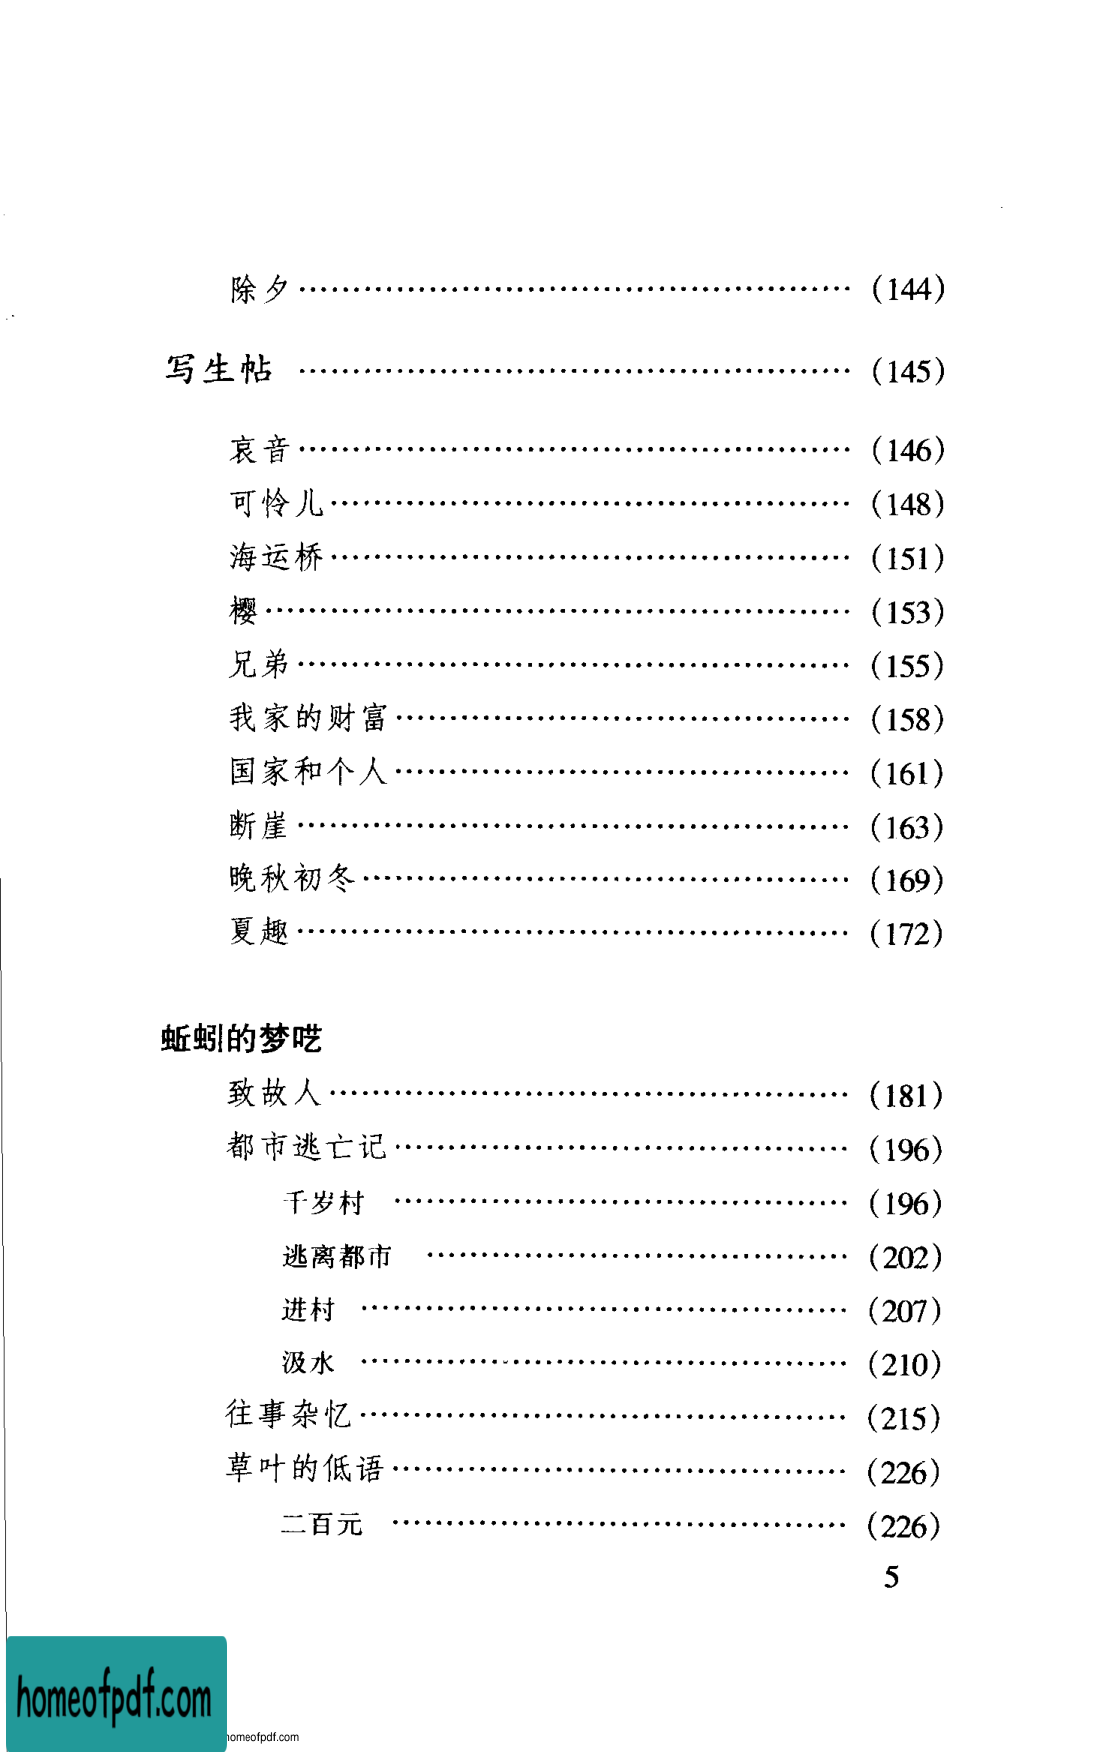 除夕……………………………………………(144)
写生帖 ……………………………………………(145)
哀音……………………………………………(146)
可怜儿…………………………………………(148)
海运桥…………………………………………(151)
樱………………………………………………(153)
兄弟……………………………………………(155)
我家的财富……………………………………(158)
国家和个人……………………………………(161)
断崖……………………………………………(163)
晚秋初冬………………………………………(169)
夏趣……………………………………………(172)
蚯蚓的梦呓
致故人…………………………………………(181)
都市逃亡记……………………………………(196)
千岁村 ……………………………………(196)
逃离都市 …………………………………(202)
进村 ………………………………………(207)
汲水 ………………………………………(210)
往事杂忆………………………………………(215)
草叶的低语……………………………………(226)
二百元 ……………………………………(226)
5
homeofpdf.com
homeofpdf.com